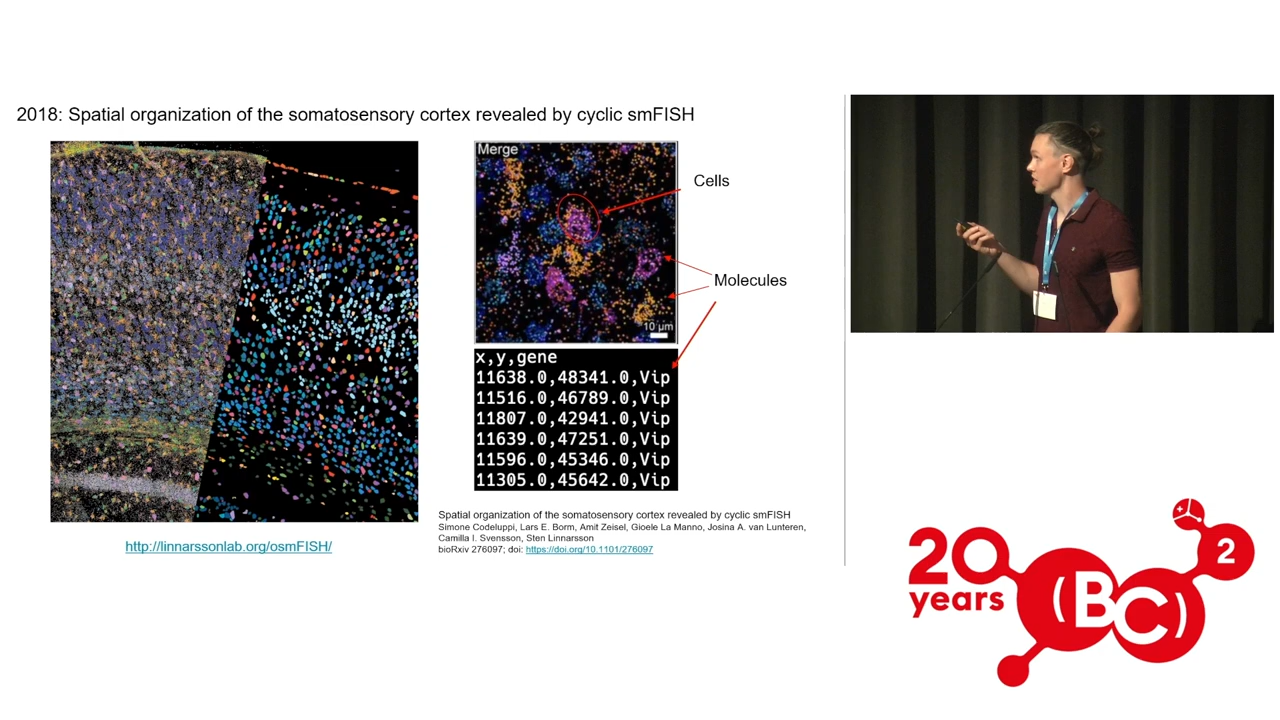 2018: Spatial organization of the somatosensory cortex revealed by cyclic smFISH
Merge
Cells
Molecules
10 µm
x,y,gene
11638.0,48341.0,Vip
11516.0,46789.0,Vip
11807.0,42941.0,Vip
11639.0,47251.0,Vip
11596.0,45346.0,Vip
11305.0,45642.0,Vip
http://linnarssonlab.org/osmFISH/
Spatial organization of the somatosensory cortex revealed by cyclic smFISH
Simone Codeluppi, Lars E. Borm, Amit Zeisel, Gioele La Manno, Josina A. van Lunteren,
Camilla I. Svensson, Sten Linnarsson
bioRxiv 276097; doi: https://doi.org/10.1101/276097
20
years
(BC)
2